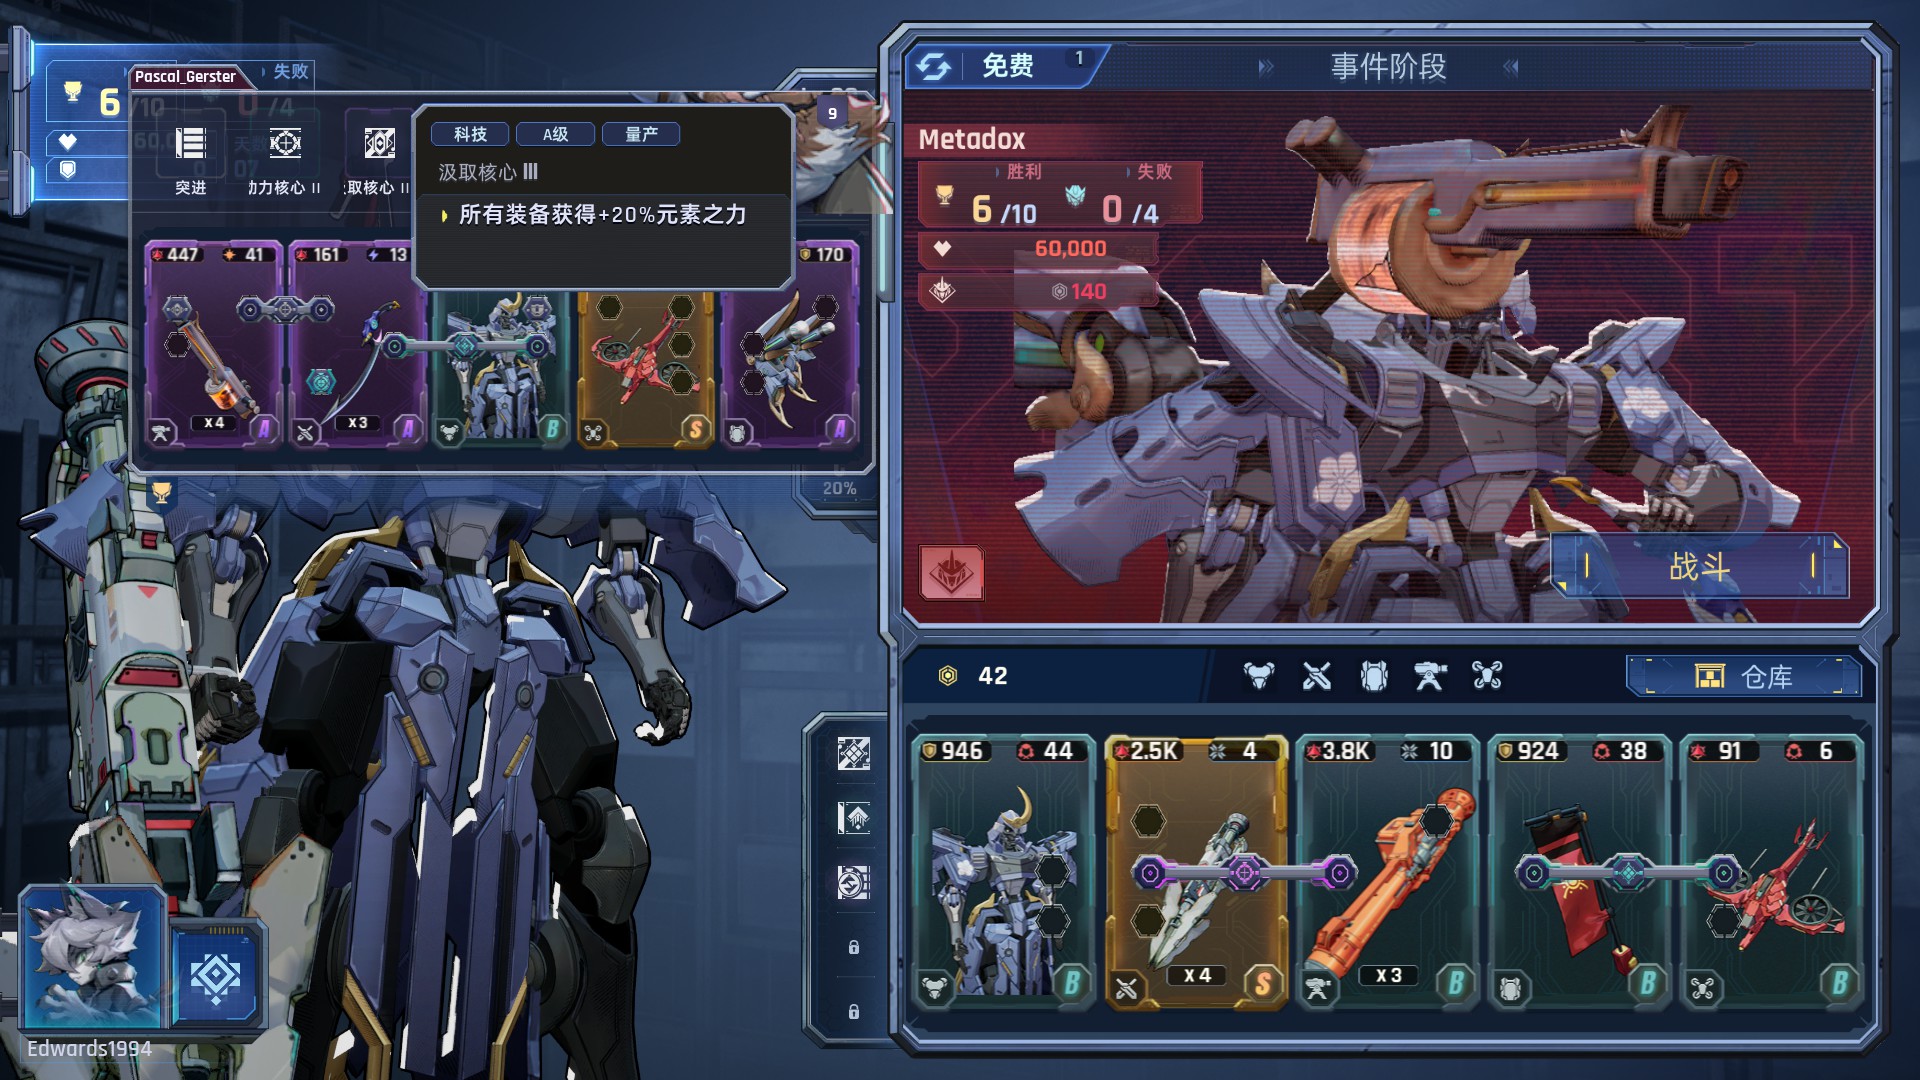 失败
Pascal_Gerster
6/10
0/4
9
突进
动力核心 II
科技
A级
量产
汲取核心 III
所有装备获得+20%元素之力
447
41
161
13
170
x4
A
x3
A
B
S
A
20%
Edwards1994
免费
1
事件阶段
Metadox
胜利
失败
6/10
0/4
60,000
140
战斗
42
仓库
946
44
2.5K
4
3.8K
10
924
38
91
6
B
x4
S
x3
B
B
B